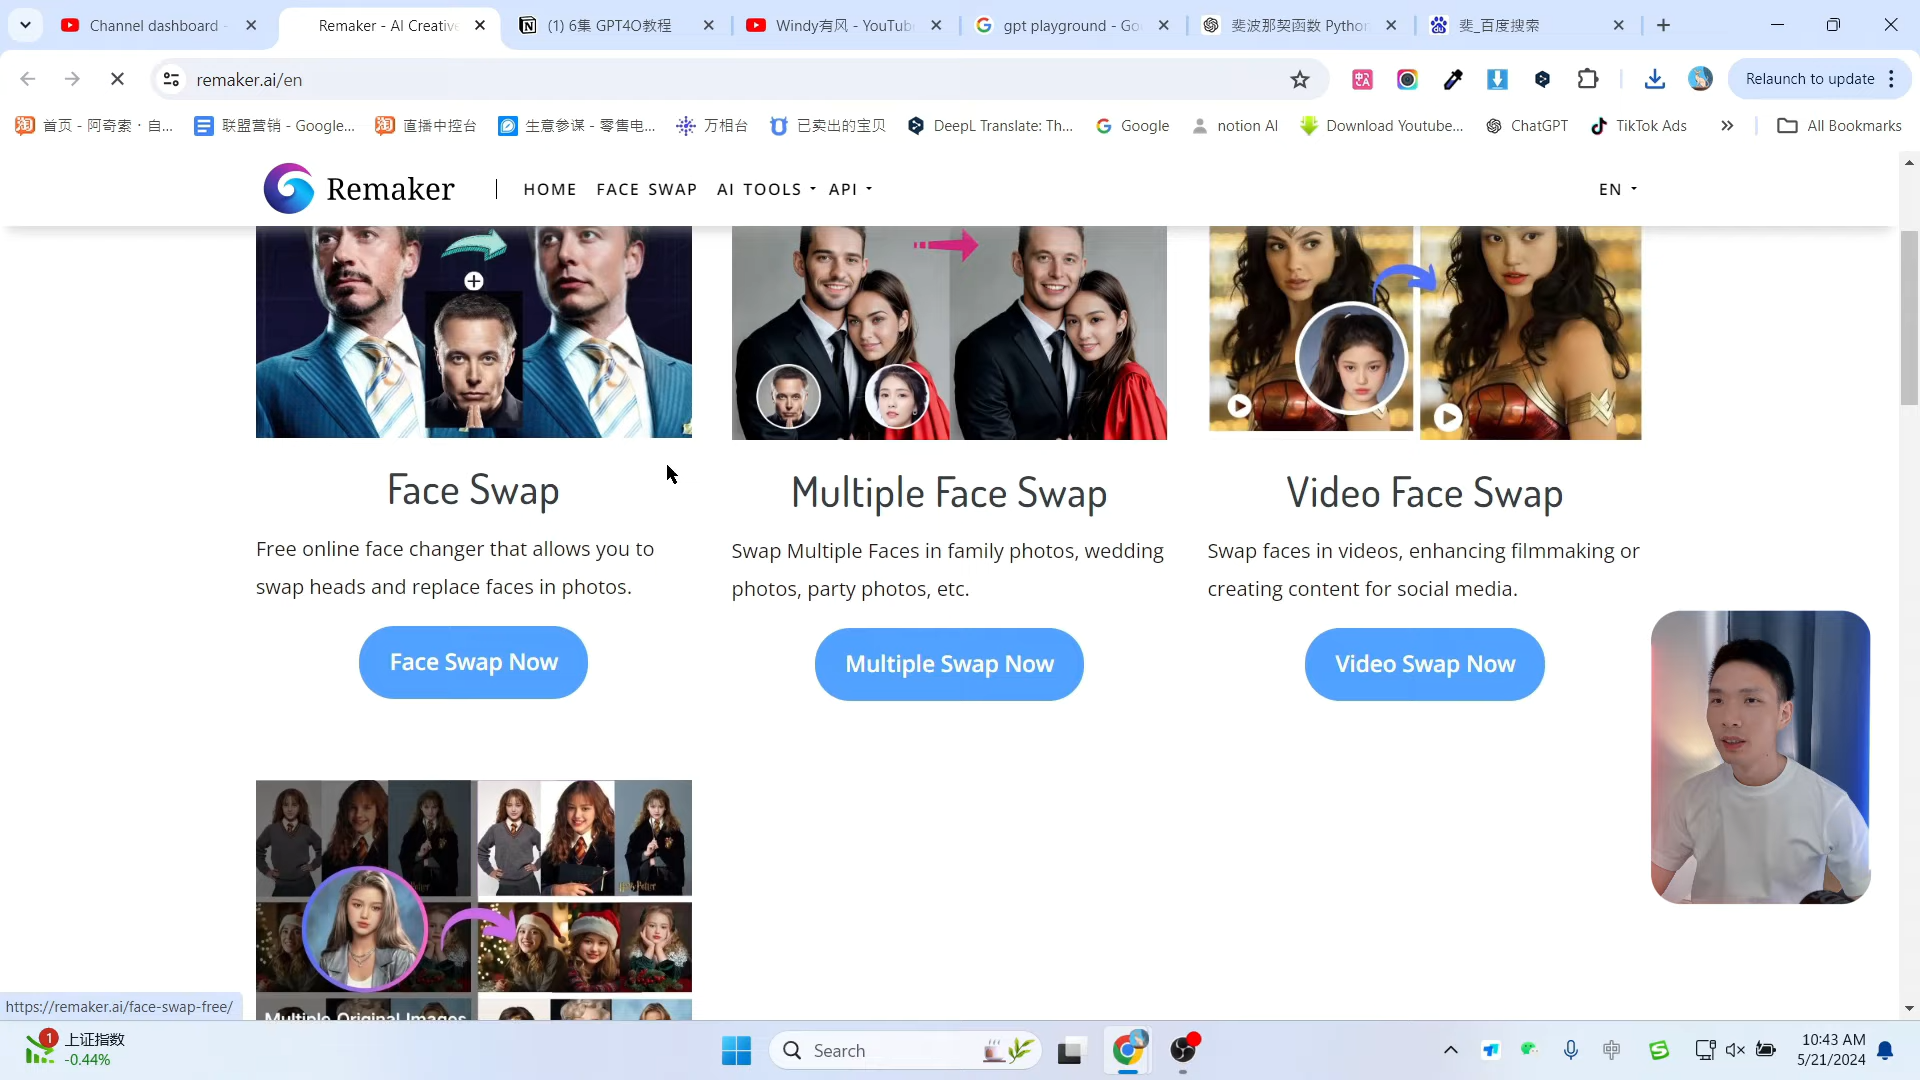 Channel dashboard -
Remaker - AI Creative
(1) 6集 GPT4O教程
Windy有风 - YouTube
gpt playground - Go
斐波那契函数 Python
斐_百度搜索
remaker.ai/en
Relaunch to update
首页 - 阿奇索 · 自...
联盟营销 - Google...
直播中控台
生意参谋 - 零售电...
万相台
已卖出的宝贝
DeepL Translate: Th...
Google
notion AI
Download Youtube...
ChatGPT
TikTok Ads
All Bookmarks
Remaker
HOME
FACE SWAP
AI TOOLS
API
EN
Face Swap
Multiple Face Swap
Video Face Swap
Free online face changer that allows you to
swap heads and replace faces in photos.
Swap Multiple Faces in family photos, wedding
photos, party photos, etc.
Swap faces in videos, enhancing filmmaking or
creating content for social media.
Face Swap Now
Multiple Swap Now
Video Swap Now
Multiple Original Images
https://remaker.ai/face-swap-free/
1
上证指数
-0.44%
Search
中
10:43 AM
5/21/2024